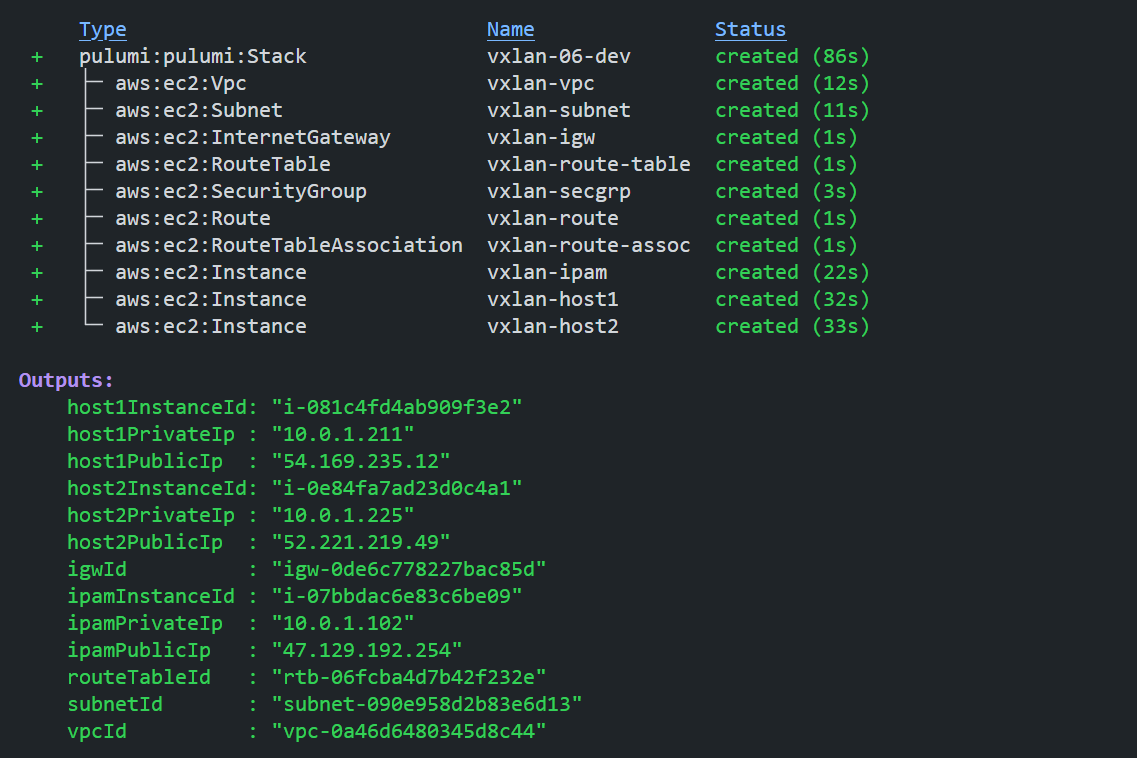 Type Name Status
+ pulumi:pulumi:Stack vxlan-06-dev created (86s)
+ ├─ aws:ec2:Vpc vxlan-vpc created (12s)
+ ├─ aws:ec2:Subnet vxlan-subnet created (11s)
+ ├─ aws:ec2:InternetGateway vxlan-igw created (1s)
+ ├─ aws:ec2:RouteTable vxlan-route-table created (1s)
+ ├─ aws:ec2:SecurityGroup vxlan-secgrp created (3s)
+ ├─ aws:ec2:Route vxlan-route created (1s)
+ ├─ aws:ec2:RouteTableAssociation vxlan-route-assoc created (1s)
+ ├─ aws:ec2:Instance vxlan-ipam created (22s)
+ ├─ aws:ec2:Instance vxlan-host1 created (32s)
+ └─ aws:ec2:Instance vxlan-host2 created (33s)
Outputs:
host1InstanceId: "i-081c4fd4ab909f3e2"
host1PrivateIp : "10.0.1.211"
host1PublicIp : "54.169.235.12"
host2InstanceId: "i-0e84fa7ad23d0c4a1"
host2PrivateIp : "10.0.1.225"
host2PublicIp : "52.221.219.49"
igwId : "igw-0de6c778227bac85d"
ipamInstanceId : "i-07bbdac6e83c6be09"
ipamPrivateIp : "10.0.1.102"
ipamPublicIp : "47.129.192.254"
routeTableId : "rtb-06fcba4d7b42f232e"
subnetId : "subnet-090e958d2b83e6d13"
vpcId : "vpc-0a46d6480345d8c44"